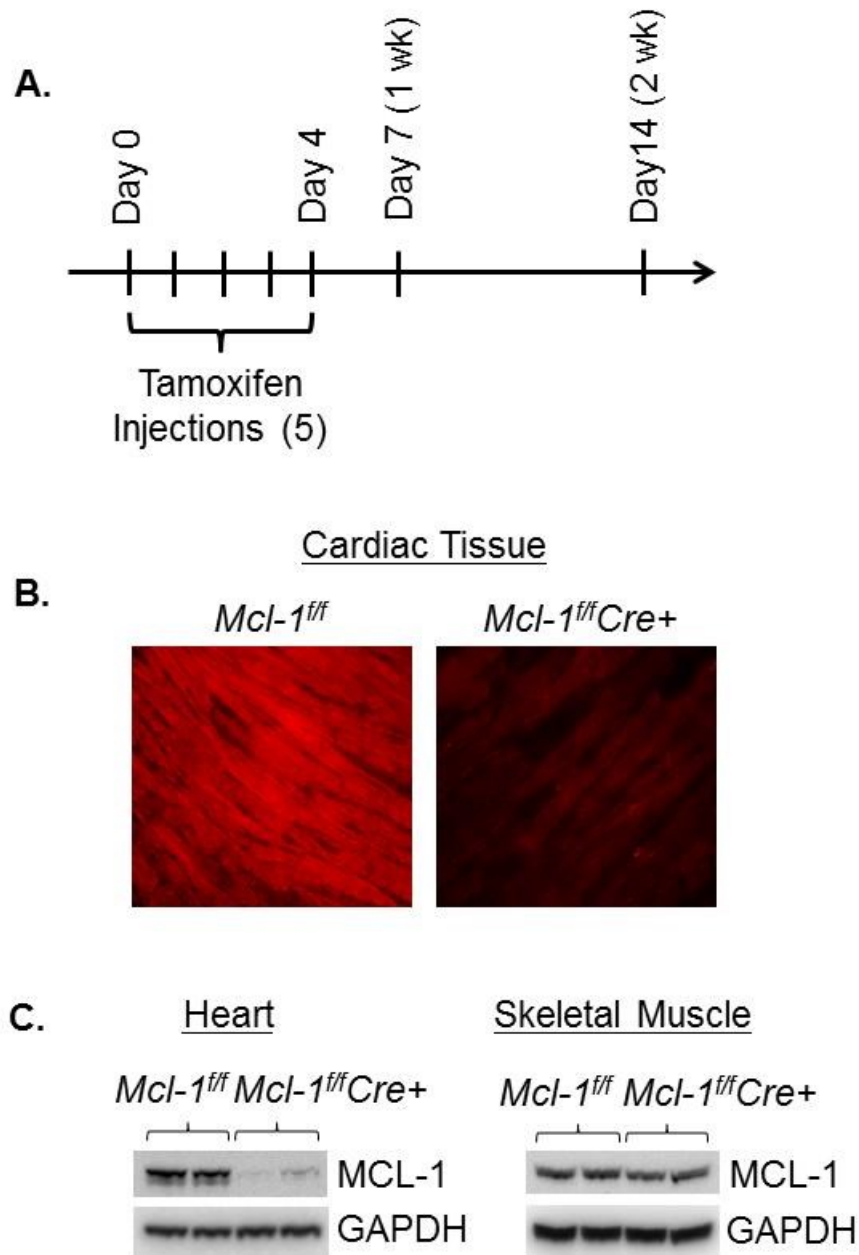 A.
Day 0
Day 4
Day 7 (1 wk)
Day14 (2 wk)
Tamoxifen
Injections (5)
Cardiac Tissue
B.
Mcl-1f/f
Mcl-1f/fCre+
C.
Heart
Skeletal Muscle
Mcl-1f/f Mcl-1f/fCre+
Mcl-1f/f Mcl-1f/fCre+
MCL-1
MCL-1
GAPDH
GAPDH